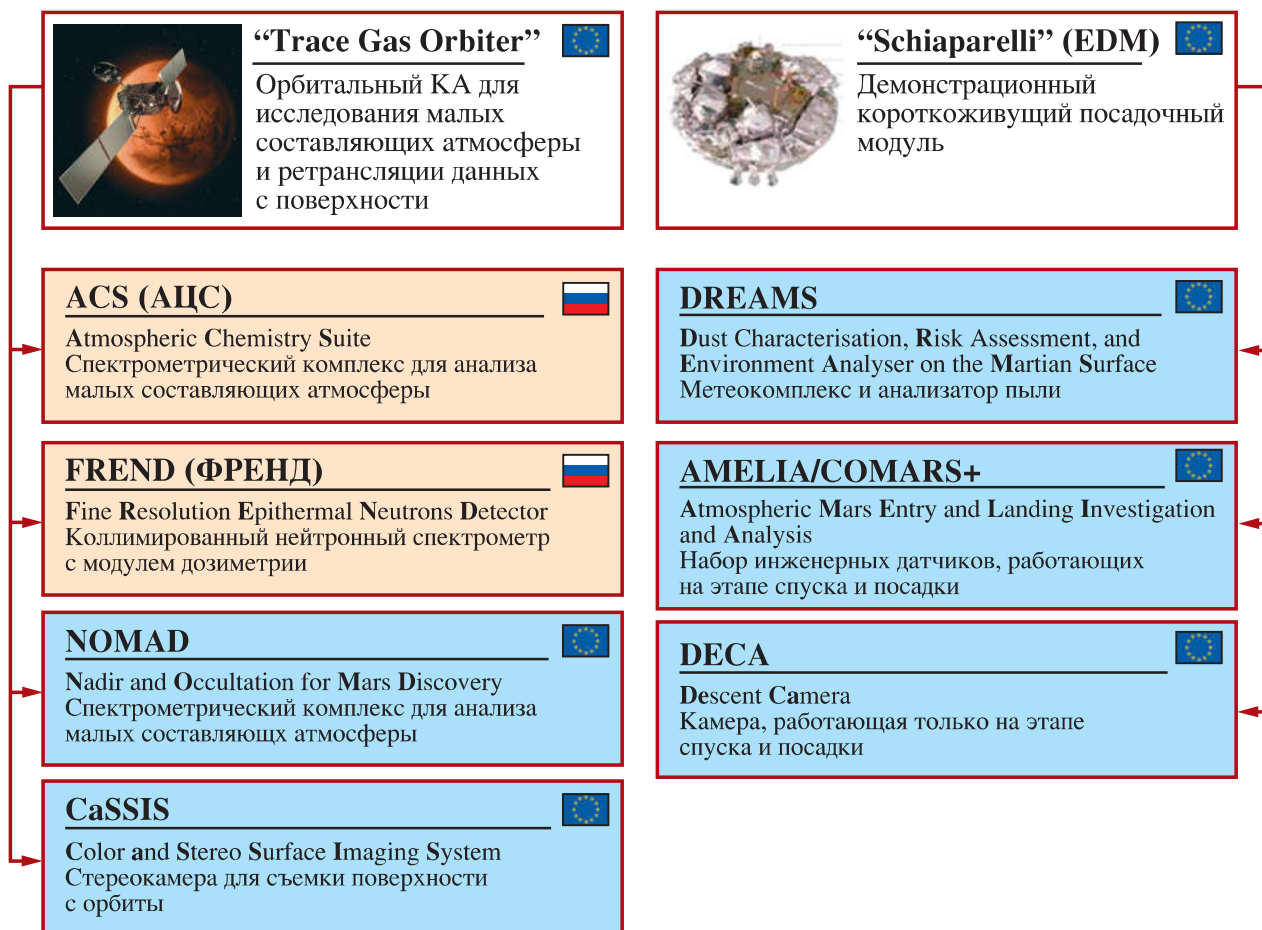 “Trace Gas Orbiter”
Орбитальный КА для
исследования малых
составляющих атмосферы
и ретрансляции данных
с поверхности
“Schiaparelli” (EDM)
Демонстрационный
короткоживущий посадочный
модуль
ACS (АЦС)
Atmospheric Chemistry Suite
Спектрометрический комплекс для анализа
малых составляющих атмосферы
FREND (ФРЕНД)
Fine Resolution Epithermal Neutrons Detector
Коллимированный нейтронный спектрометр
с модулем дозиметрии
NOMAD
Nadir and Occultation for Mars Discovery
Спектрометрический комплекс для анализа
малых составляющх атмосферы
CaSSIS
Color and Stereo Surface Imaging System
Стереокамера для съемки поверхности
с орбиты
DREAMS
Dust Characterisation, Risk Assessment, and
Environment Analyser on the Martian Surface
Метеокомплекс и анализатор пыли
AMELIA/COMARS+
Atmospheric Mars Entry and Landing Investigation
and Analysis
Набор инженерных датчиков, работающих
на этапе спуска и посадки
DECA
Descent Camera
Камера, работающая только на этапе
спуска и посадки